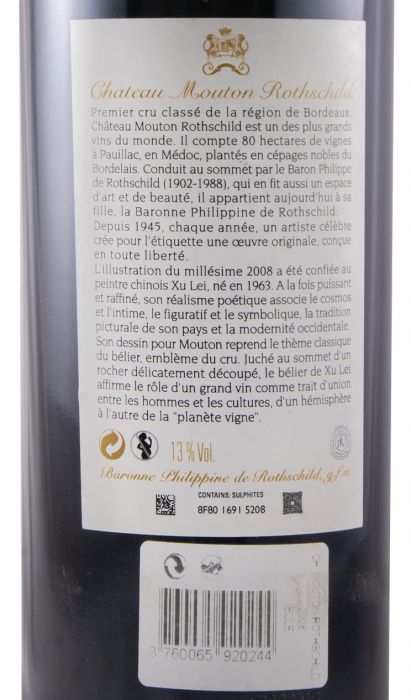 Château Mouton Rothschild
Premier cru classé de la région de Bordeaux,
Château Mouton Rothschild est un des plus grands
vins du monde. Il compte 80 hectares de vignes
à Pauillac, en Médoc, plantés en cépages nobles du
Bordelais. Conduit au sommet par le Baron Philippe
de Rothschild (1902-1988), qui en fit aussi un espace
d'art et de beauté, il appartient aujourd'hui à sa
fille, la Baronne Philippine de Rothschild.
Depuis 1945, chaque année, un artiste célèbre
crée pour l'étiquette une œuvre originale, conçue
en toute liberté.
L'illustration du millésime 2008 a été confiée au
peintre chinois Xu Lei, né en 1963. A la fois puissant
et raffiné, son réalisme poétique associe le cosmos
et l'intime, le figuratif et le symbolique, la tradition
picturale de son pays et la modernité occidentale.
Son dessin pour Mouton reprend le thème classique
du bélier, emblème du cru. Juché au sommet d'un
rocher délicatement découpé, le bélier de Xu Lei
affirme le rôle d'un grand vin comme trait d'union
entre les hommes et les cultures, d'un hémisphère
à l'autre de la "planète vigne".
13 % Vol.
Baronne Philippine de Rothschild, g.f.a.
CONTAINS: SULPHITES
8F80 1691 5208
CH MOUTON ROTHSCHILD
2008
3 760065 920244